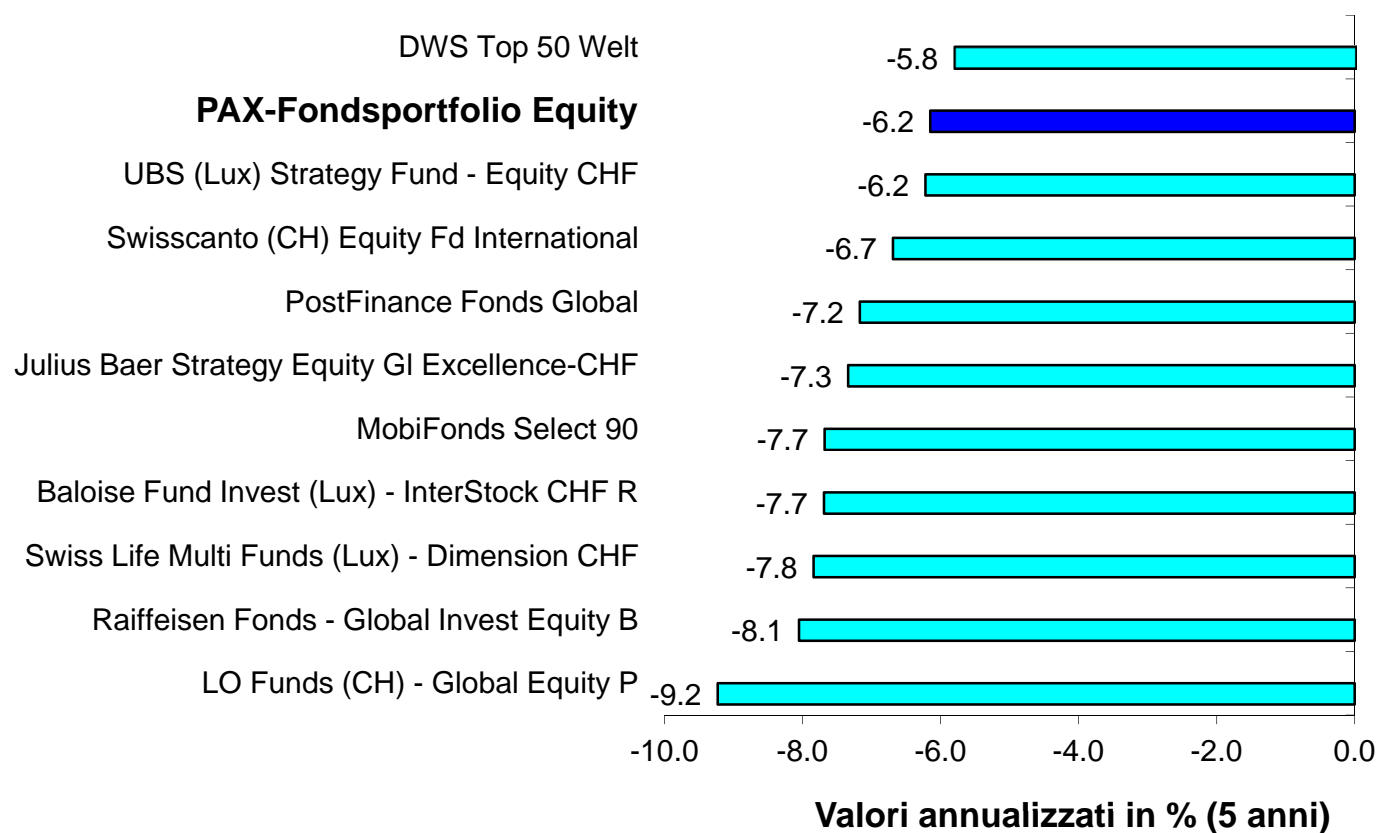 DWS Top 50 Welt -5.8
PAX-Fondsportfolio Equity -6.2
UBS (Lux) Strategy Fund - Equity CHF -6.2
Swisscanto (CH) Equity Fd International -6.7
PostFinance Fonds Global -7.2
Julius Baer Strategy Equity Gl Excellence-CHF -7.3
MobiFonds Select 90 -7.7
Baloise Fund Invest (Lux) - InterStock CHF R -7.7
Swiss Life Multi Funds (Lux) - Dimension CHF -7.8
Raiffeisen Fonds - Global Invest Equity B -8.1
LO Funds (CH) - Global Equity P -9.2
-10.0 -8.0 -6.0 -4.0 -2.0 0.0
Valori annualizzati in % (5 anni)